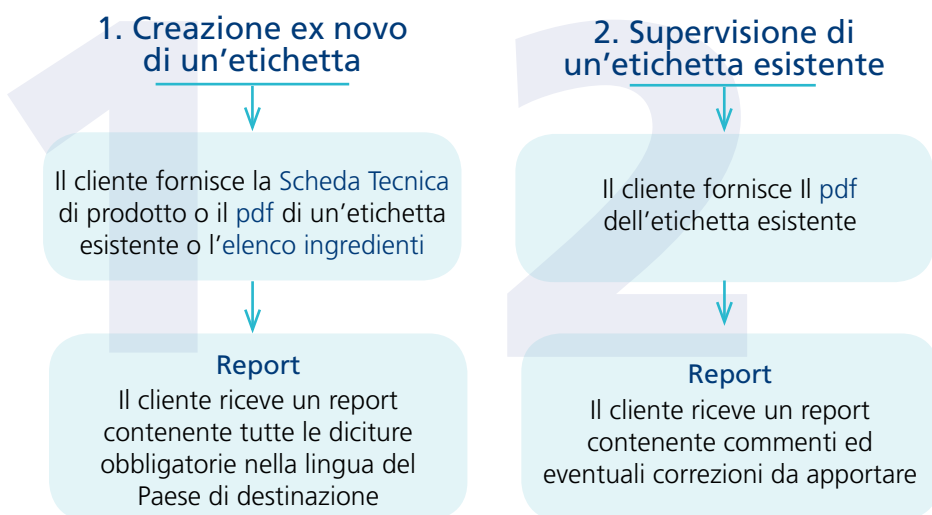 1. Creazione ex novo
di un'etichetta
Il cliente fornisce la Scheda Tecnica
di prodotto o il pdf di un'etichetta
esistente o l'elenco ingredienti
Report
Il cliente riceve un report
contenente tutte le diciture
obbligatorie nella lingua del
Paese di destinazione
2. Supervisione di
un'etichetta esistente
Il cliente fornisce Il pdf
dell'etichetta esistente
Report
Il cliente riceve un report
contenente commenti ed
eventuali correzioni da apportare
1
2